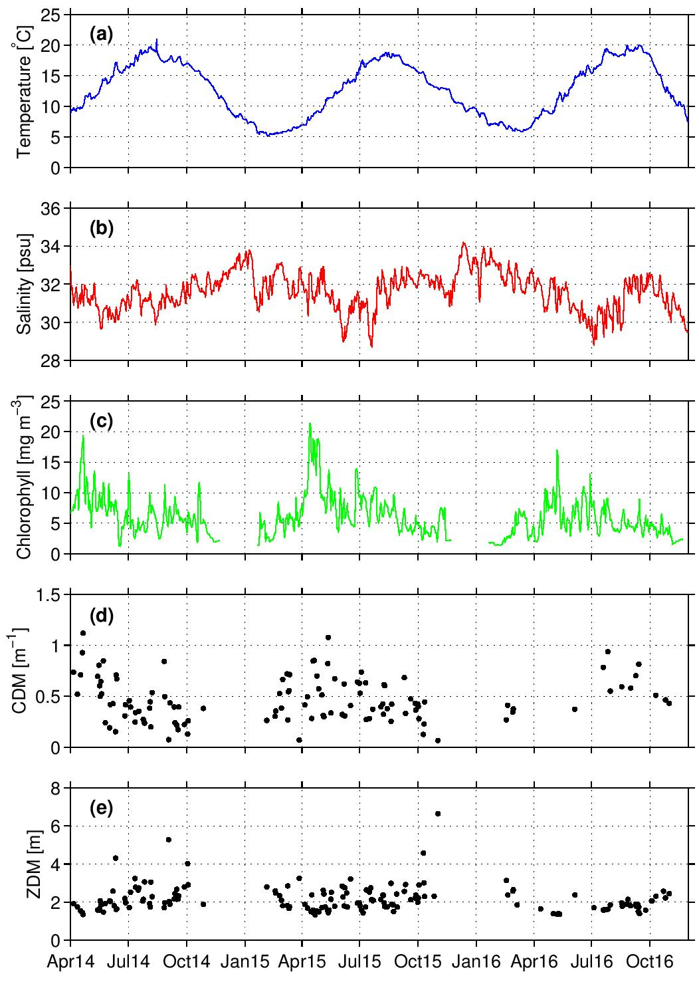 25
20
15
10
5
0
Temperature [°C]
(a)
36
34
32
30
28
Salinity [psu]
(b)
25
20
15
10
5
0
Chlorophyll [mg m⁻³]
(c)
1.5
1
0.5
0
CDM [m⁻¹]
(d)
8
6
4
2
0
ZDM [m]
(e)
Apr14 Jul14 Oct14 Jan15 Apr15 Jul15 Oct15 Jan16 Apr16 Jul16 Oct16